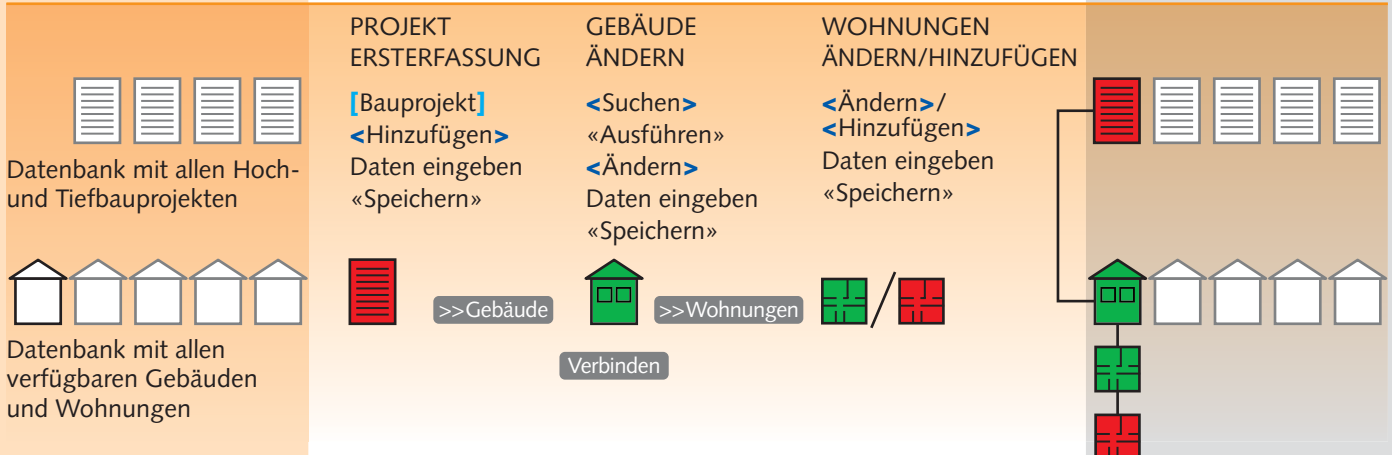 Datenbank mit allen Hoch-
und Tiefbauprojekten
Datenbank mit allen
verfügbaren Gebäuden
und Wohnungen
PROJEKT
ERSTERFASSUNG
[Bauprojekt]
<Hinzufügen>
Daten eingeben
«Speichern»
>>Gebäude
GEBÄUDE
ÄNDERN
<Suchen>
«Ausführen»
<Ändern>
Daten eingeben
«Speichern»
>>Wohnungen
Verbinden
WOHNUNGEN
ÄNDERN/HINZUFÜGEN
<Ändern>/
<Hinzufügen>
Daten eingeben
«Speichern»